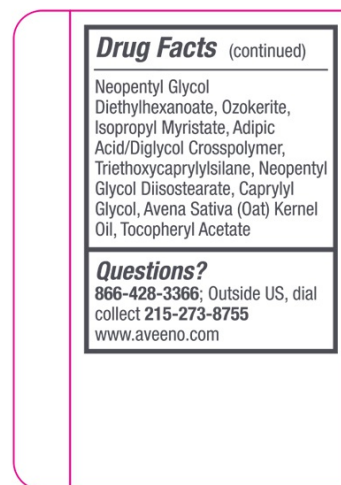 Drug Facts (continued)
Neopentyl Glycol
Diethylhexanoate, Ozokerite,
Isopropyl Myristate, Adipic
Acid/Diglycol Crosspolymer,
Triethoxycaprylylsilane, Neopentyl
Glycol Diisostearate, Caprylyl
Glycol, Avena Sativa (Oat) Kernel
Oil, Tocopheryl Acetate
Questions?
866-428-3366; Outside US, dial
collect 215-273-8755
www.aveeno.com